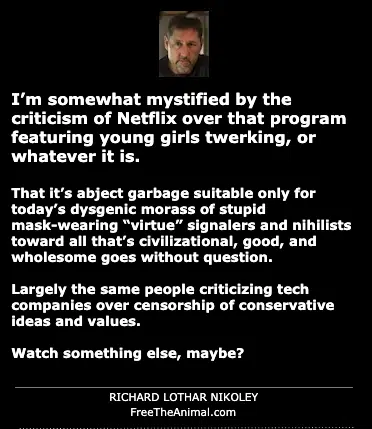 I’m somewhat mystified by the
criticism of Netflix over that program
featuring young girls twerking, or
whatever it is.
That it’s abject garbage suitable only for
today’s dysgenic morass of stupid
mask-wearing “virtue” signalers and nihilists
toward all that’s civilizational, good, and
wholesome goes without question.
Largely the same people criticizing tech
companies over censorship of conservative
ideas and values.
Watch something else, maybe?
RICHARD LOTHAR NIKOLEY
FreeTheAnimal.com